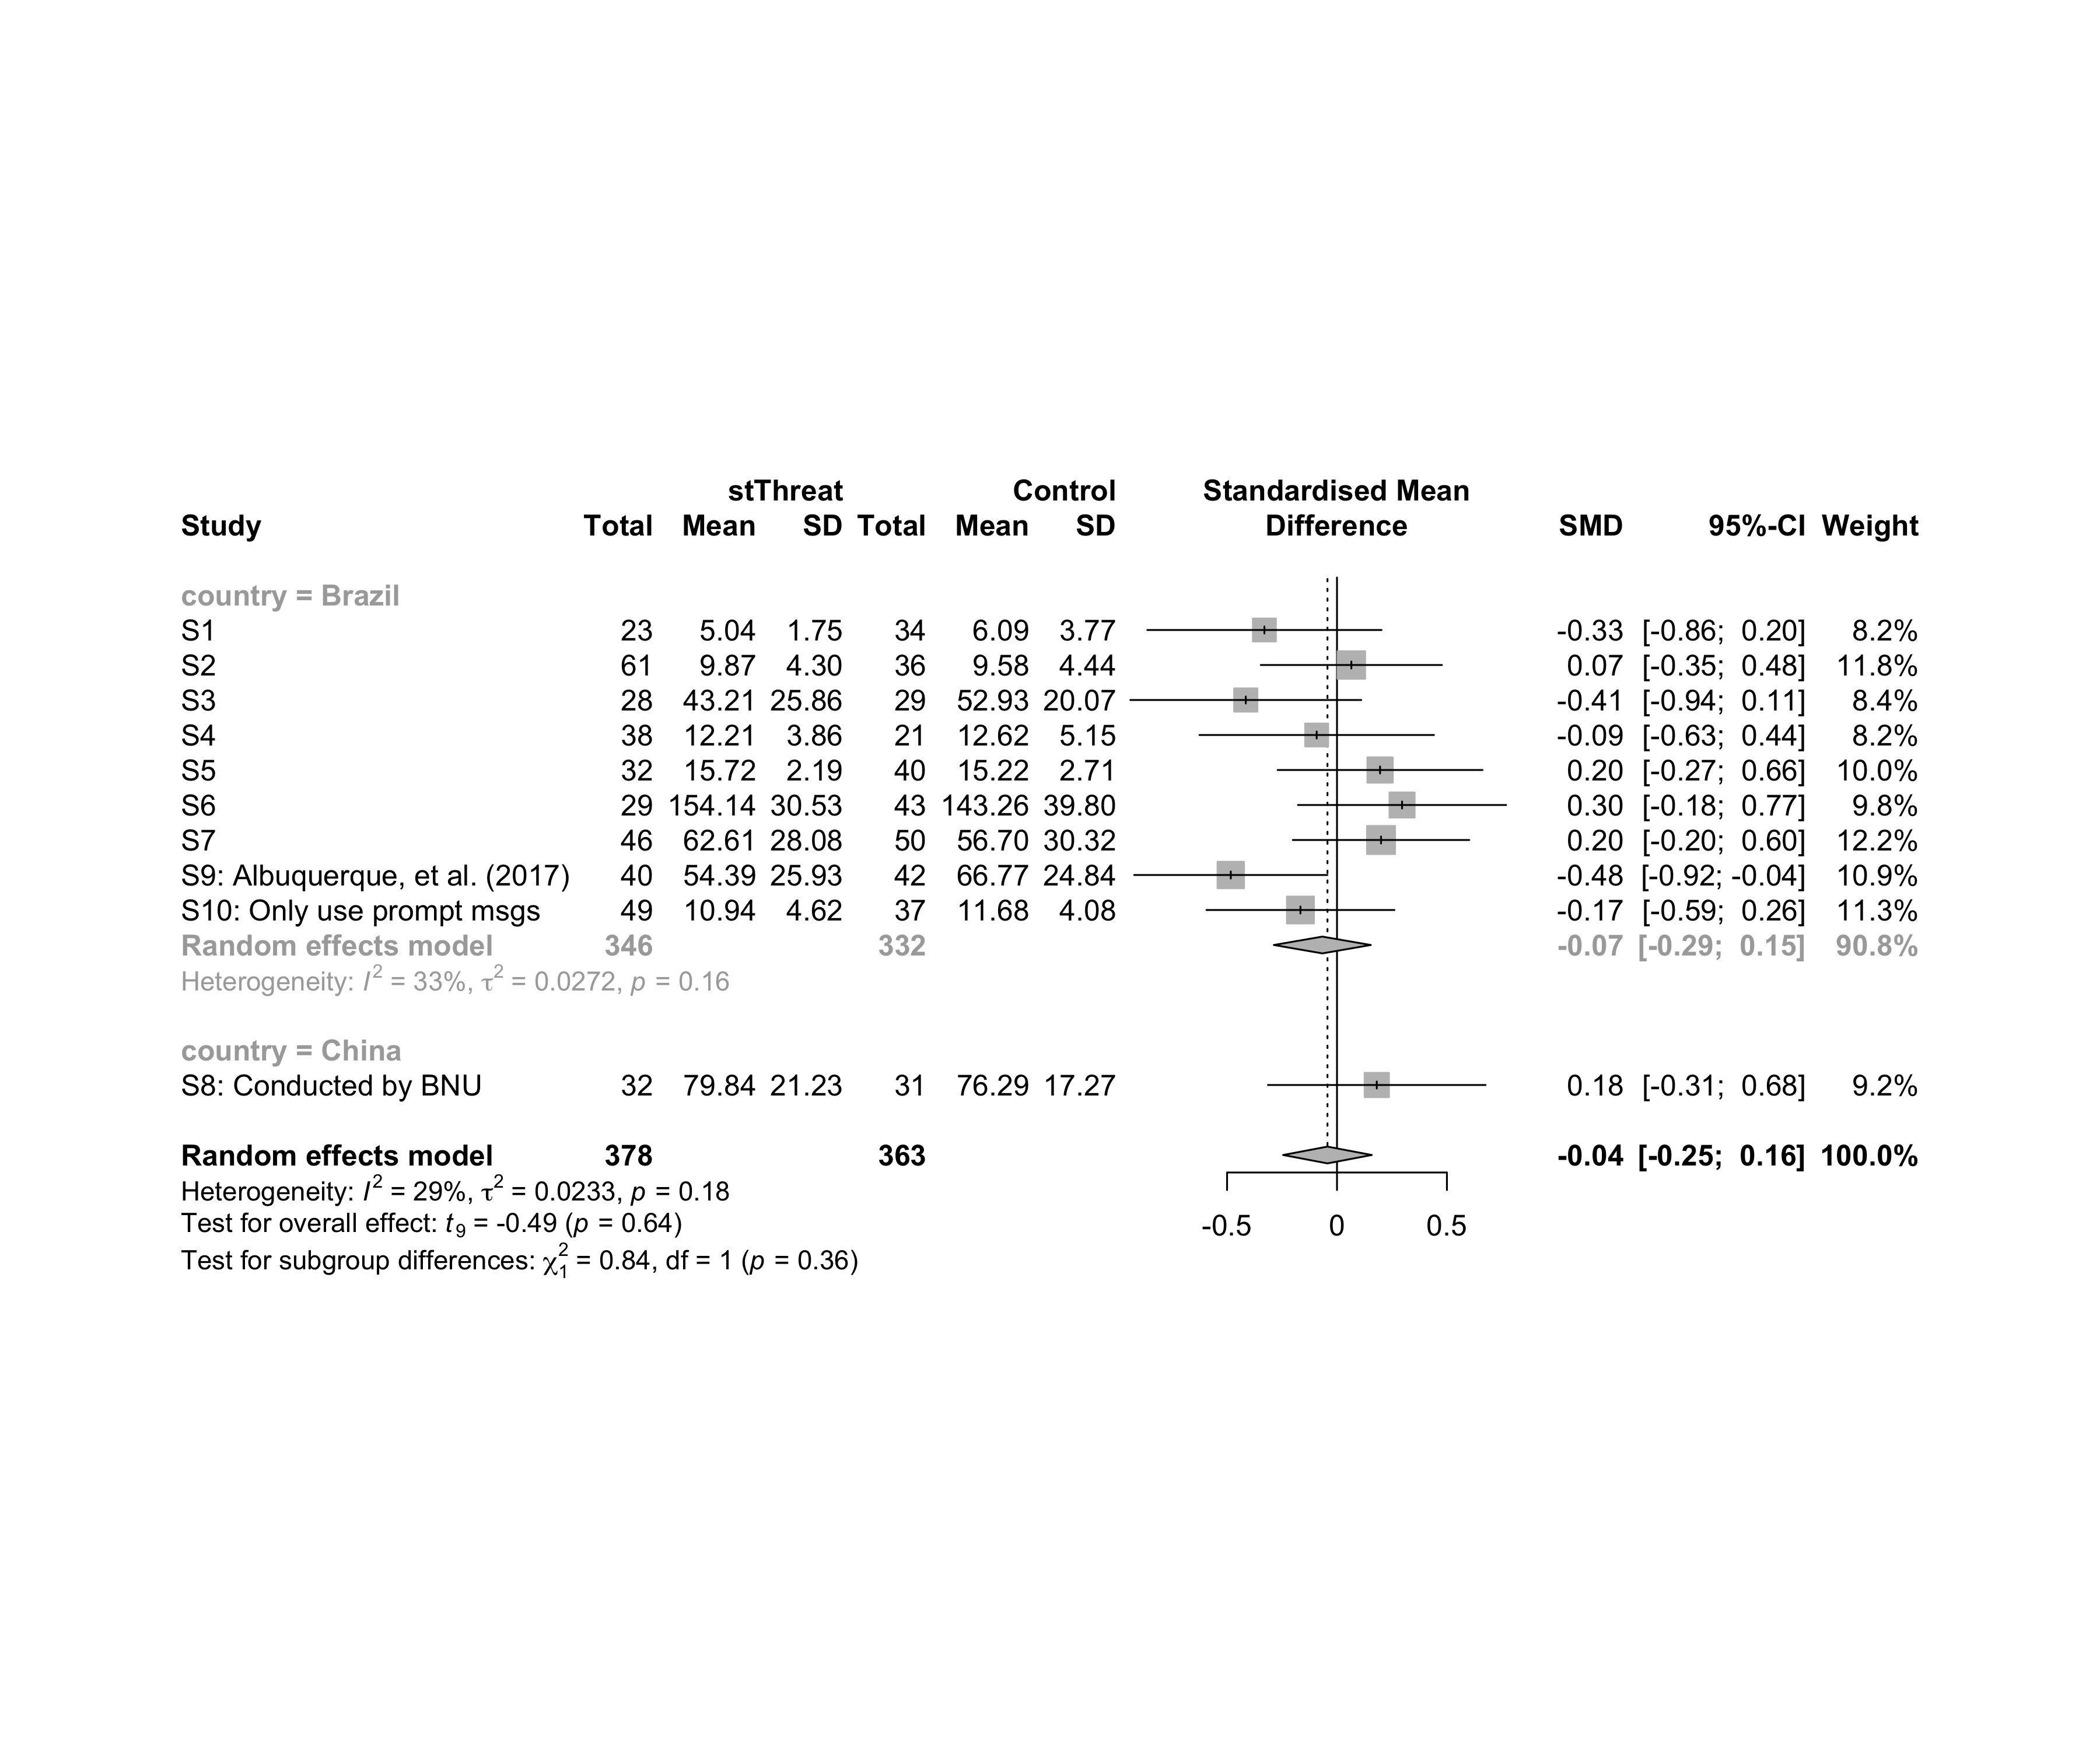 stThreat Control Standardised Mean
Study Total Mean SD Total Mean SD Difference SMD 95%-CI Weight
country = Brazil
S1 23 5.04 1.75 34 6.09 3.77 -0.33 [-0.86; 0.20] 8.2%
S2 61 9.87 4.30 36 9.58 4.44 0.07 [-0.35; 0.48] 11.8%
S3 28 43.21 25.86 29 52.93 20.07 -0.41 [-0.94; 0.11] 8.4%
S4 38 12.21 3.86 21 12.62 5.15 -0.09 [-0.63; 0.44] 8.2%
S5 32 15.72 2.19 40 15.22 2.71 0.20 [-0.27; 0.66] 10.0%
S6 29 154.14 30.53 43 143.26 39.80 0.30 [-0.18; 0.77] 9.8%
S7 46 62.61 28.08 50 56.70 30.32 0.20 [-0.20; 0.60] 12.2%
S9: Albuquerque, et al. (2017) 40 54.39 25.93 42 66.77 24.84 -0.48 [-0.92; -0.04] 10.9%
S10: Only use prompt msgs 49 10.94 4.62 37 11.68 4.08 -0.17 [-0.59; 0.26] 11.3%
Random effects model 346 332 -0.07 [-0.29; 0.15] 90.8%
Heterogeneity: I² = 33%, τ² = 0.0272, p = 0.16
country = China
S8: Conducted by BNU 32 79.84 21.23 31 76.29 17.27 0.18 [-0.31; 0.68] 9.2%
Random effects model 378 363 -0.04 [-0.25; 0.16] 100.0%
Heterogeneity: I² = 29%, τ² = 0.0233, p = 0.18
Test for overall effect: t₉ = -0.49 (p = 0.64) -0.5 0 0.5
Test for subgroup differences: χ²₁ = 0.84, df = 1 (p = 0.36)